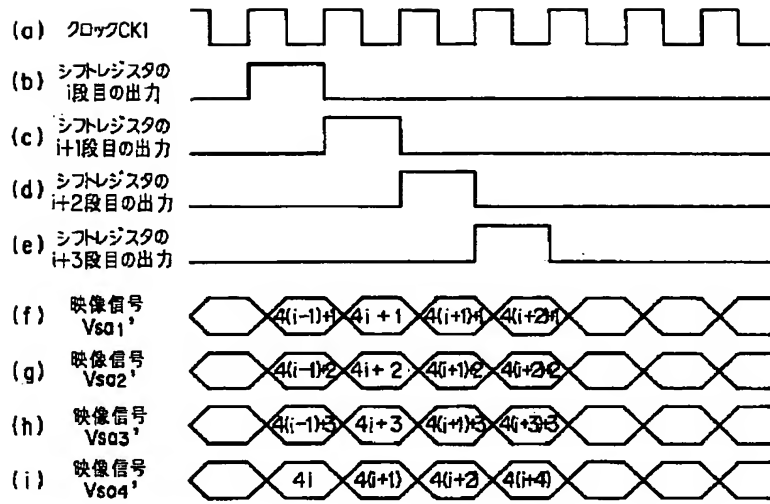 (a) クロックCK1
(b) シフトレジスタの
i段目の出力
(c) シフトレジスタの
i+1段目の出力
(d) シフトレジスタの
i+2段目の出力
(e) シフトレジスタの
i+3段目の出力
(f) 映像信号
Vsa1'
4(i-1)+1 4i+1 4(i+1)+1 4(i+2)+1
(g) 映像信号
Vsa2'
4(i-1)+2 4i+2 4(i+1)+2 4(i+2)+2
(h) 映像信号
Vsa3'
4(i-1)+3 4i+3 4(i+1)+3 4(i+3)+3
(i) 映像信号
Vsa4'
4i 4(i+1) 4(i+2) 4(i+4)